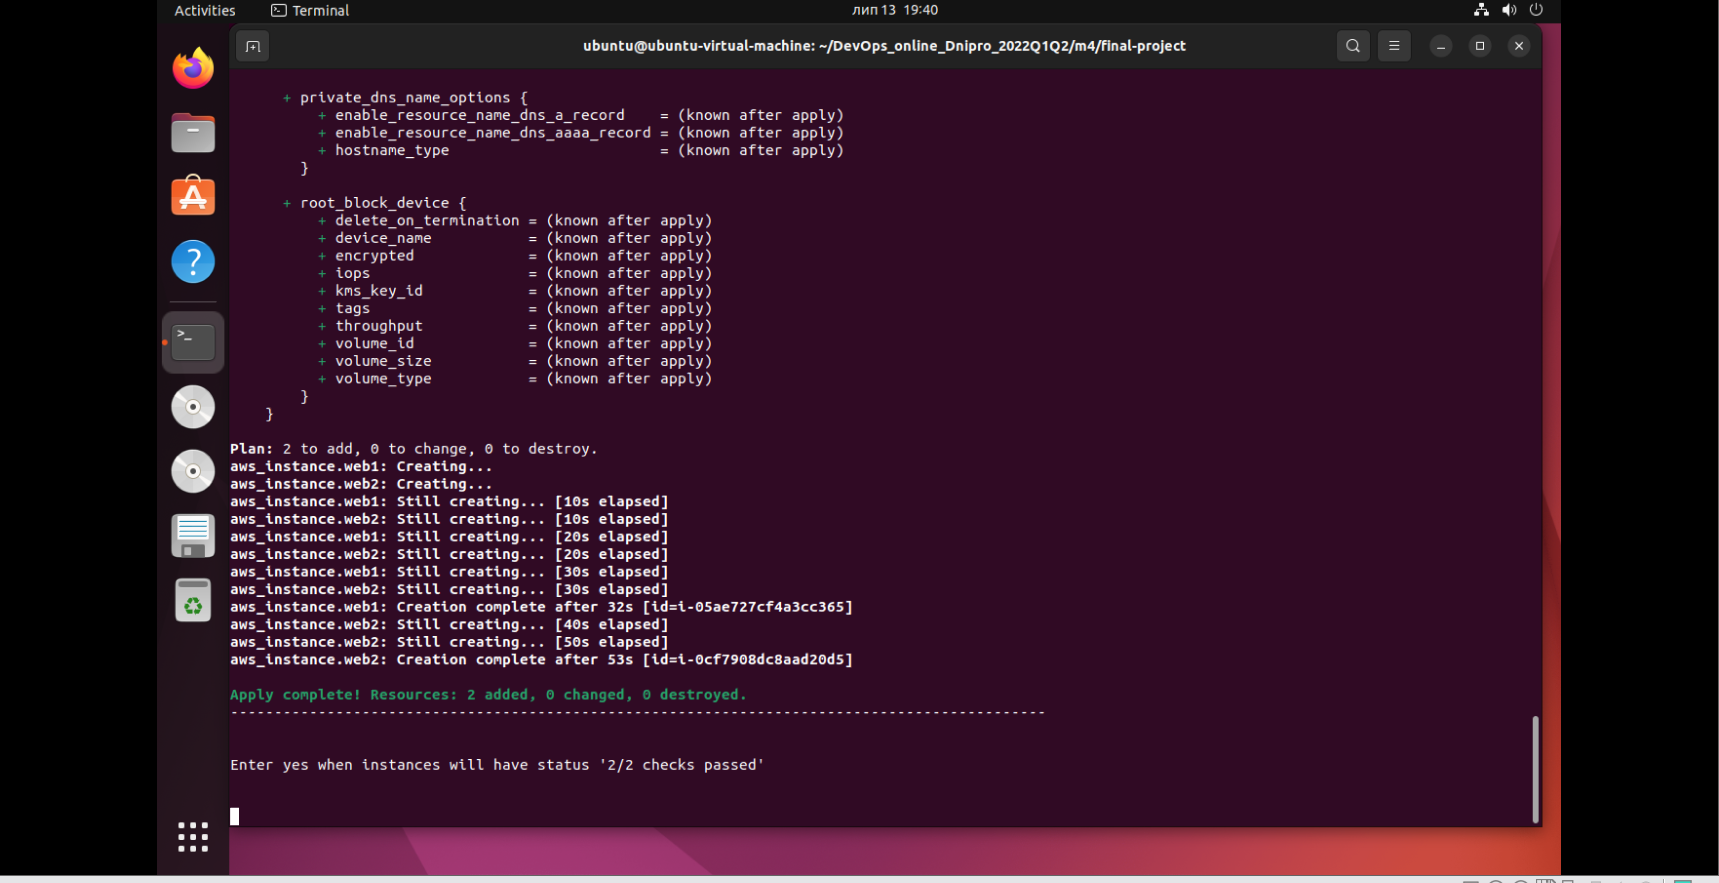 Activities Terminal лип 13 19:40
ubuntu@ubuntu-virtual-machine: ~/DevOps_online_Dnipro_2022Q1Q2/m4/final-project
+ private_dns_name_options {
+ enable_resource_name_dns_a_record    = (known after apply)
+ enable_resource_name_dns_aaaa_record = (known after apply)
+ hostname_type                        = (known after apply)
}
+ root_block_device {
+ delete_on_termination = (known after apply)
+ device_name           = (known after apply)
+ encrypted             = (known after apply)
+ iops                  = (known after apply)
+ kms_key_id            = (known after apply)
+ tags                  = (known after apply)
+ throughput            = (known after apply)
+ volume_id             = (known after apply)
+ volume_size           = (known after apply)
+ volume_type           = (known after apply)
}
}
Plan: 2 to add, 0 to change, 0 to destroy.
aws_instance.web1: Creating...
aws_instance.web2: Creating...
aws_instance.web1: Still creating... [10s elapsed]
aws_instance.web2: Still creating... [10s elapsed]
aws_instance.web1: Still creating... [20s elapsed]
aws_instance.web2: Still creating... [20s elapsed]
aws_instance.web1: Still creating... [30s elapsed]
aws_instance.web2: Still creating... [30s elapsed]
aws_instance.web1: Creation complete after 32s [id=i-05ae727cf4a3cc365]
aws_instance.web2: Still creating... [40s elapsed]
aws_instance.web2: Still creating... [50s elapsed]
aws_instance.web2: Creation complete after 53s [id=i-0cf7908dc8aad20d5]
Apply complete! Resources: 2 added, 0 changed, 0 destroyed.
---------------------------------------------------------------------------------------------
Enter yes when instances will have status '2/2 checks passed'